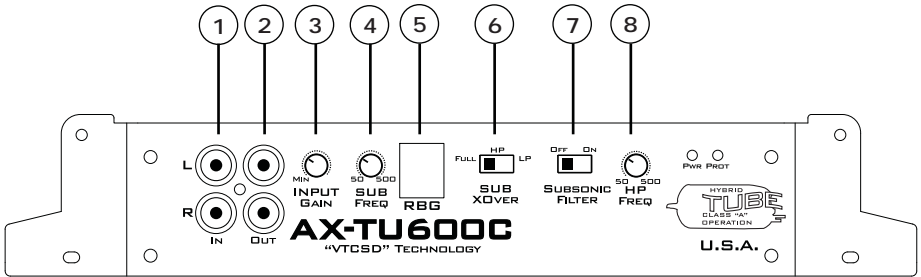 1 2 3 4 5 6 7 8
L
R
In Out
Min
Input
Gain
50 500
Sub
Freq
RBG
Full HP LP
Sub
XOver
Off On
Subsonic
Filter
50 500
HP
Freq
Pwr Prot
HYBRID
TUBE
CLASS "A"
OPERATION
U.S.A.
AX-TU600C
"VTCSD" Technology